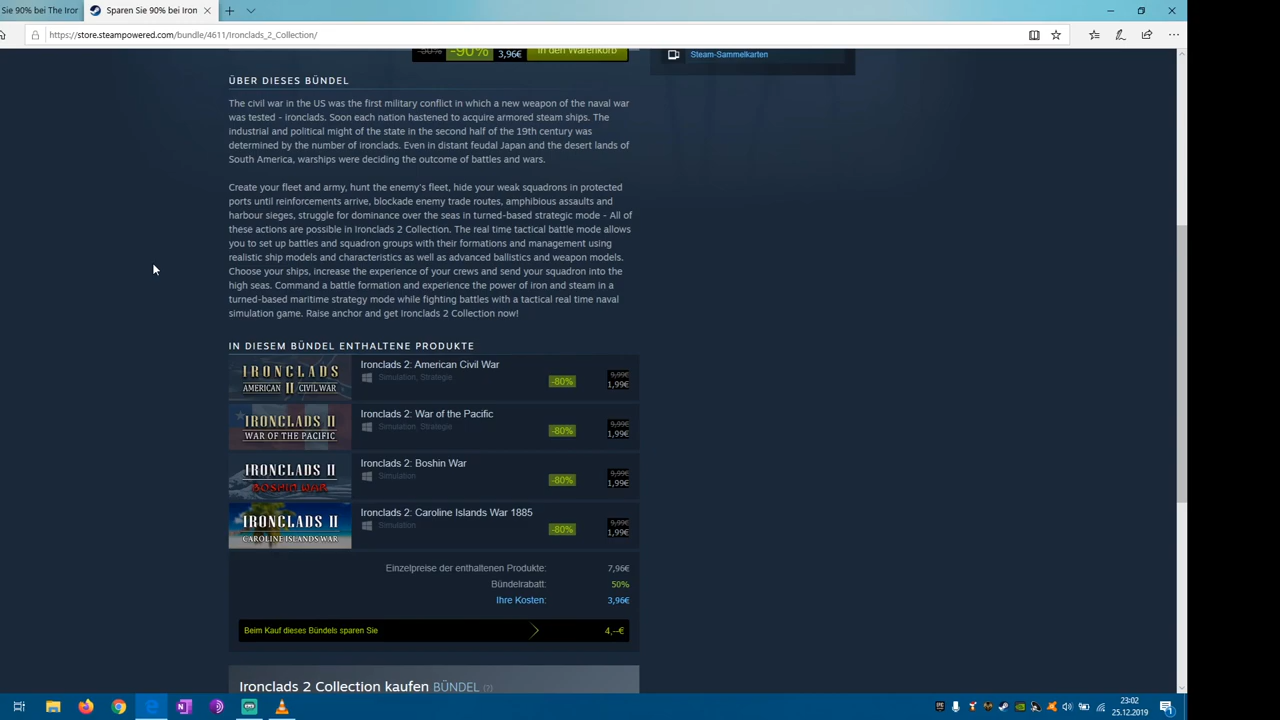 Sie 90% bei The Iron
Sparen Sie 90% bei Iron
https://store.steampowered.com/bundle/4611/Ironclads_2_Collection/
-50%
-90%
3,96€
In den Warenkorb
Steam-Sammelkarten
ÜBER DIESES BÜNDEL
The civil war in the US was the first military conflict in which a new weapon of the naval war
was tested - ironclads. Soon each nation hastened to acquire armored steam ships. The
industrial and political might of the state in the second half of the 19th century was
determined by the number of ironclads. Even in distant feudal Japan and the desert lands of
South America, warships were deciding the outcome of battles and wars.
Create your fleet and army, hunt the enemy's fleet, hide your weak squadrons in protected
ports until reinforcements arrive, blockade enemy trade routes, amphibious assaults and
harbour sieges, struggle for dominance over the seas in turned-based strategic mode - All of
these actions are possible in Ironclads 2 Collection. The real time tactical battle mode allows
you to set up battles and squadron groups with their formations and management using
realistic ship models and characteristics as well as advanced ballistics and weapon models.
Choose your ships, increase the experience of your crews and send your squadron into the
high seas. Command a battle formation and experience the power of iron and steam in a
turned-based maritime strategy mode while fighting battles with a tactical real time naval
simulation game. Raise anchor and get Ironclads 2 Collection now!
IN DIESEM BÜNDEL ENTHALTENE PRODUKTE
IRONCLADS
AMERICAN II CIVIL WAR
Ironclads 2: American Civil War
Simulation, Strategie
-80%
9,99€
1,99€
IRONCLADS II
WAR OF THE PACIFIC
Ironclads 2: War of the Pacific
Simulation, Strategie
-80%
9,99€
1,99€
IRONCLADS II
BOSHIN WAR
Ironclads 2: Boshin War
Simulation
-80%
9,99€
1,99€
IRONCLADS II
CAROLINE ISLANDS WAR
Ironclads 2: Caroline Islands War 1885
Simulation
-80%
9,99€
1,99€
Einzelpreise der enthaltenen Produkte: 7,96€
Bündelrabatt: 50%
Ihre Kosten: 3,96€
Beim Kauf dieses Bündels sparen Sie 4,--€
Ironclads 2 Collection kaufen BÜNDEL (?)
23:02
25.12.2019